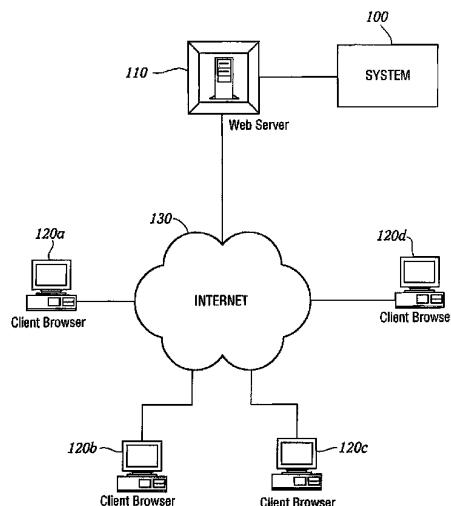 100
110
SYSTEM
Web Server
130
120a
120d
INTERNET
Client Browser
Client Browse
120b
120c
Client Browser
Client Browser